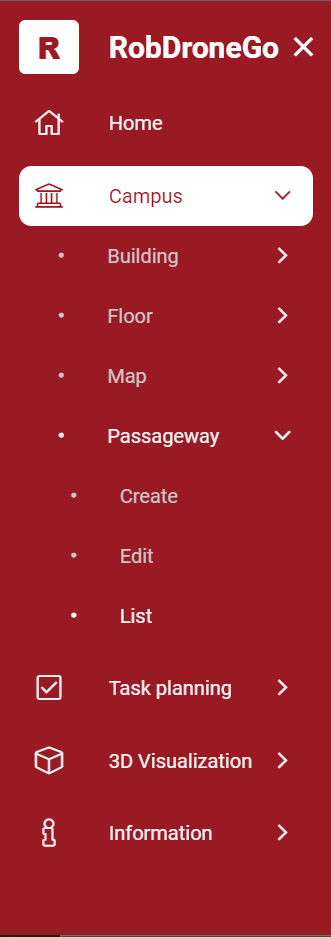 R RobDroneGo
Home
Campus
Building
Floor
Map
Passageway
Create
Edit
List
Task planning
3D Visualization
Information